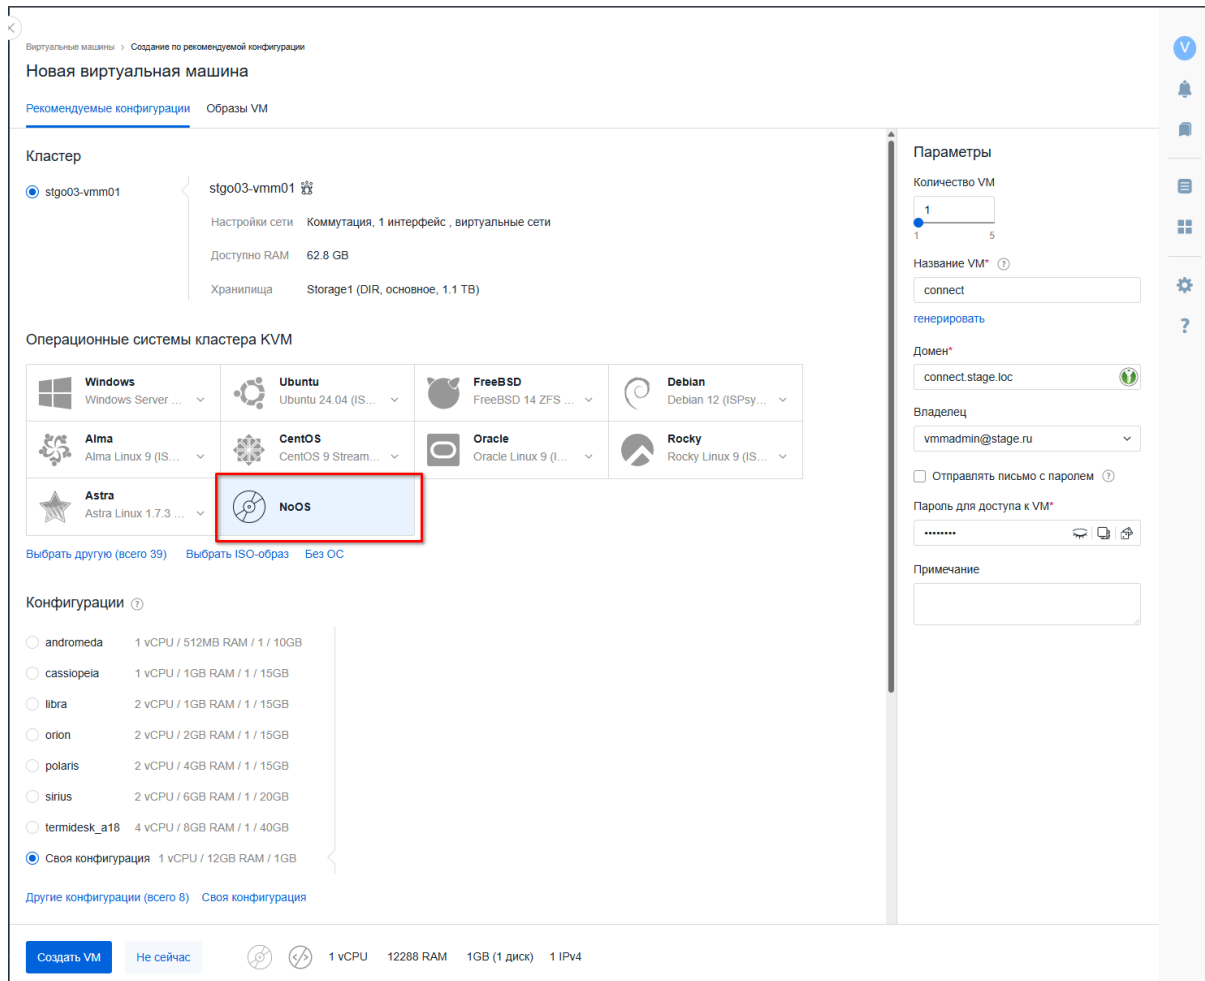 Виртуальные машины > Создание по рекомендуемой конфигурации
Новая виртуальная машина
Рекомендуемые конфигурации Образы VM
Кластер
stgo03-vmm01
stgo03-vmm01
Настройки сети Коммутация, 1 интерфейс , виртуальные сети
Доступно RAM 62.8 GB
Хранилища Storage1 (DIR, основное, 1.1 TB)
Операционные системы кластера KVM
Windows
Windows Server ...
Ubuntu
Ubuntu 24.04 (IS...
FreeBSD
FreeBSD 14 ZFS ...
Debian
Debian 12 (ISPsy...
Alma
Alma Linux 9 (IS...
CentOS
CentOS 9 Stream...
Oracle
Oracle Linux 9 (I...
Rocky
Rocky Linux 9 (IS...
Astra
Astra Linux 1.7.3 ...
NoOS
Выбрать другую (всего 39) Выбрать ISO-образ Без ОС
Конфигурации ?
andromeda 1 vCPU / 512MB RAM / 1 / 10GB
cassiopeia 1 vCPU / 1GB RAM / 1 / 15GB
libra 2 vCPU / 1GB RAM / 1 / 15GB
orion 2 vCPU / 2GB RAM / 1 / 15GB
polaris 2 vCPU / 4GB RAM / 1 / 15GB
sirius 2 vCPU / 6GB RAM / 1 / 20GB
termidesk_a18 4 vCPU / 8GB RAM / 1 / 40GB
Своя конфигурация 1 vCPU / 12GB RAM / 1GB
Другие конфигурации (всего 8) Своя конфигурация
Создать VM Не сейчас 1 vCPU 12288 RAM 1GB (1 диск) 1 IPv4
Параметры
Количество VM
1
1 5
Название VM* ?
connect
генерировать
Домен*
connect.stage.loc
Владелец
vmmadmin@stage.ru
Отправлять письмо с паролем ?
Пароль для доступа к VM*
••••••••
Примечание
V
?